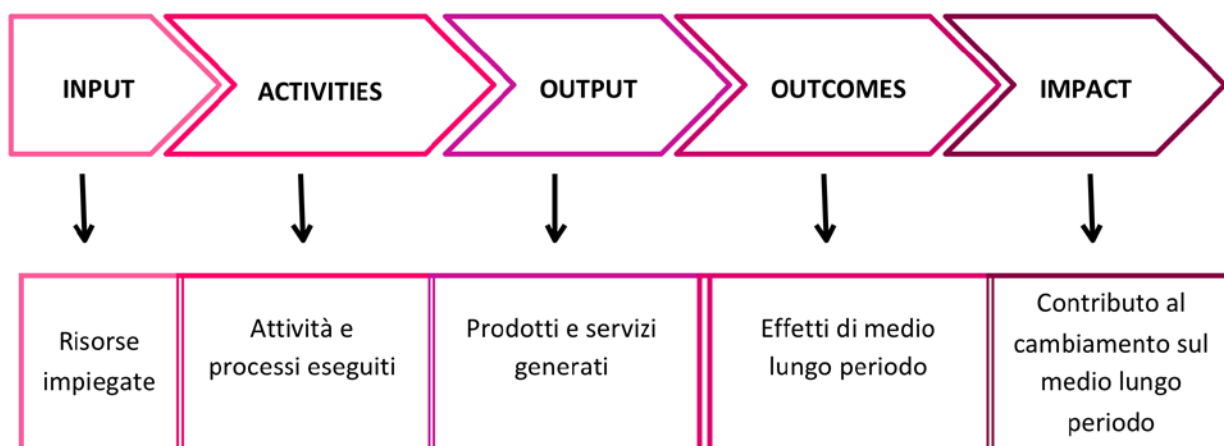 INPUT
ACTIVITIES
OUTPUT
OUTCOMES
IMPACT
Risorse
impiegate
Attività e
processi eseguiti
Prodotti e servizi
generati
Effetti di medio
lungo periodo
Contributo al
cambiamento sul
medio lungo
periodo